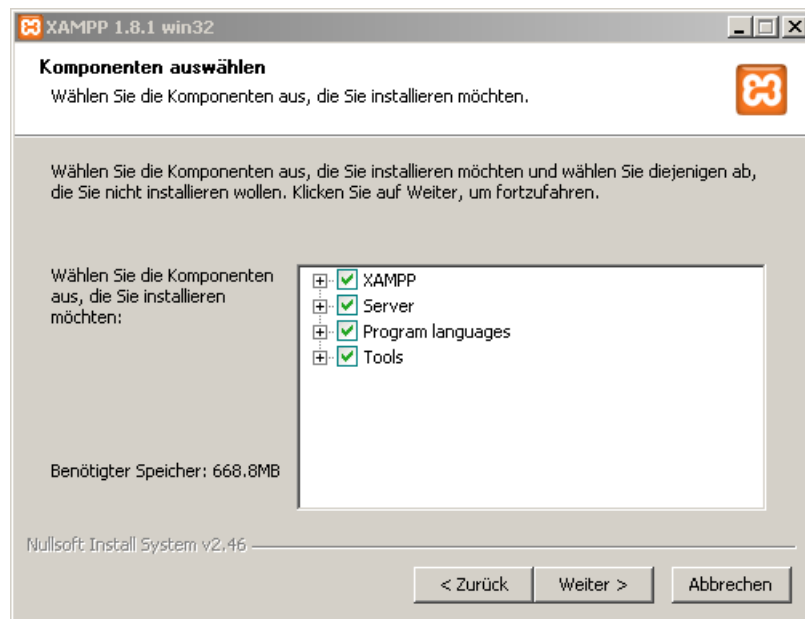 XAMPP 1.8.1 win32
Komponenten auswählen
Wählen Sie die Komponenten aus, die Sie installieren möchten.
Wählen Sie die Komponenten aus, die Sie installieren möchten und wählen Sie diejenigen ab,
die Sie nicht installieren wollen. Klicken Sie auf Weiter, um fortzufahren.
Wählen Sie die Komponenten
aus, die Sie installieren
möchten:
XAMPP
Server
Program languages
Tools
Benötigter Speicher: 668.8MB
Nullsoft Install System v2.46
< Zurück
Weiter >
Abbrechen